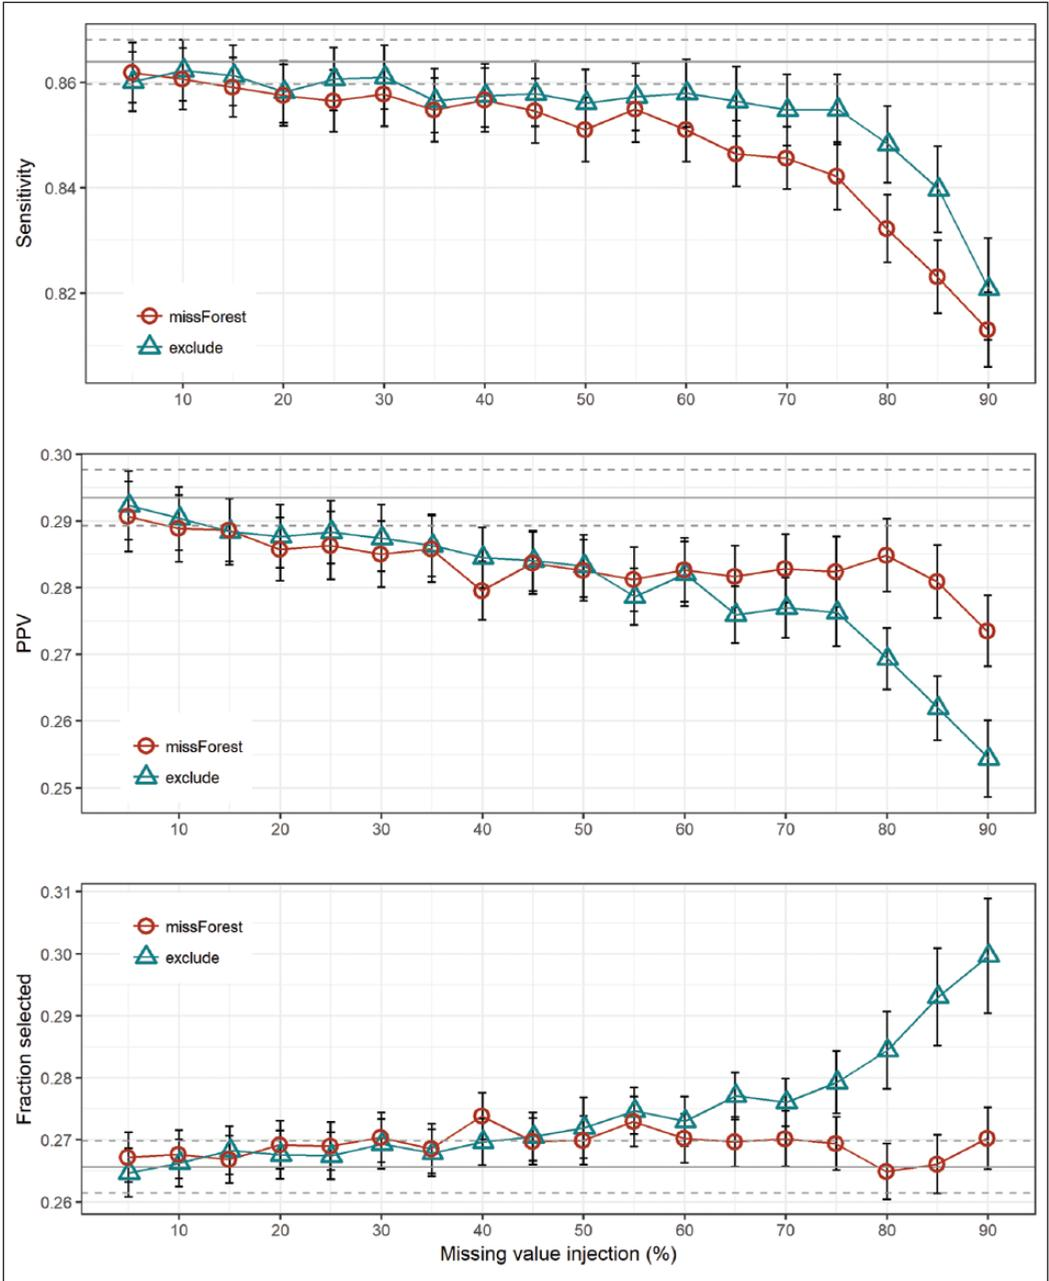 Sensitivity
0.86
0.84
0.82
missForest
exclude
10 20 30 40 50 60 70 80 90
PPV
0.30
0.29
0.28
0.27
0.26
0.25
missForest
exclude
10 20 30 40 50 60 70 80 90
Fraction selected
0.31
0.30
0.29
0.28
0.27
0.26
missForest
exclude
10 20 30 40 50 60 70 80 90
Missing value injection (%)